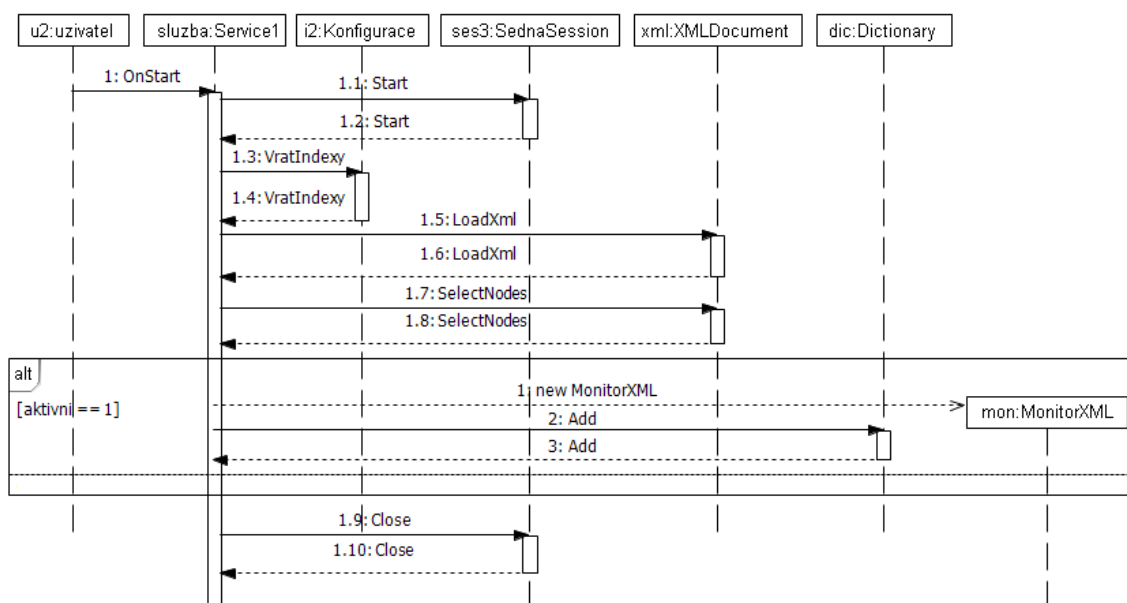 u2:uzivatel
sluzba:Service1
i2:Konfigurace
ses3:SednaSession
xml:XMLDocument
dic:Dictionary
1: OnStart
1.1: Start
1.2: Start
1.3: VratIndexy
1.4: VratIndexy
1.5: LoadXml
1.6: LoadXml
1.7: SelectNodes
1.8: SelectNodes
alt
[aktivni == 1]
1: new MonitorXML
mon:MonitorXML
2: Add
3: Add
1.9: Close
1.10: Close